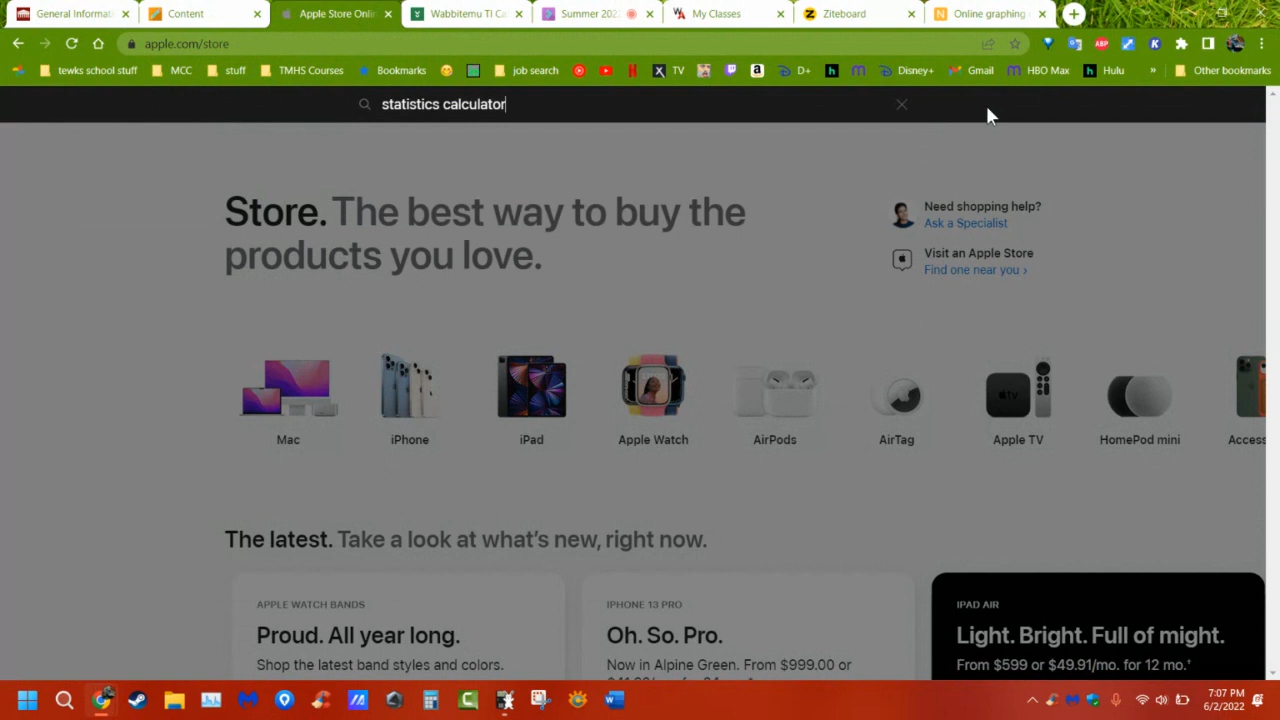 General Informati
Content
Apple Store Onlin
Wabbitemu TI Ca
Summer 202
My Classes
Ziteboard
Online graphing
apple.com/store
tewks school stuff
MCC
stuff
TMHS Courses
Bookmarks
job search
TV
D+
Disney+
Gmail
HBO Max
Hulu
»
Other bookmarks
statistics calculator
Store. The best way to buy the
products you love.
Need shopping help?
Ask a Specialist
Visit an Apple Store
Find one near you ›
Mac
iPhone
iPad
Apple Watch
AirPods
AirTag
Apple TV
HomePod mini
Access
The latest. Take a look at what's new, right now.
APPLE WATCH BANDS
Proud. All year long.
Shop the latest band styles and colors.
IPHONE 13 PRO
Oh. So. Pro.
Now in Alpine Green. From $999.00 or
IPAD AIR
Light. Bright. Full of might.
From $599 or $49.91/mo. for 12 mo.†
7:07 PM
6/2/2022